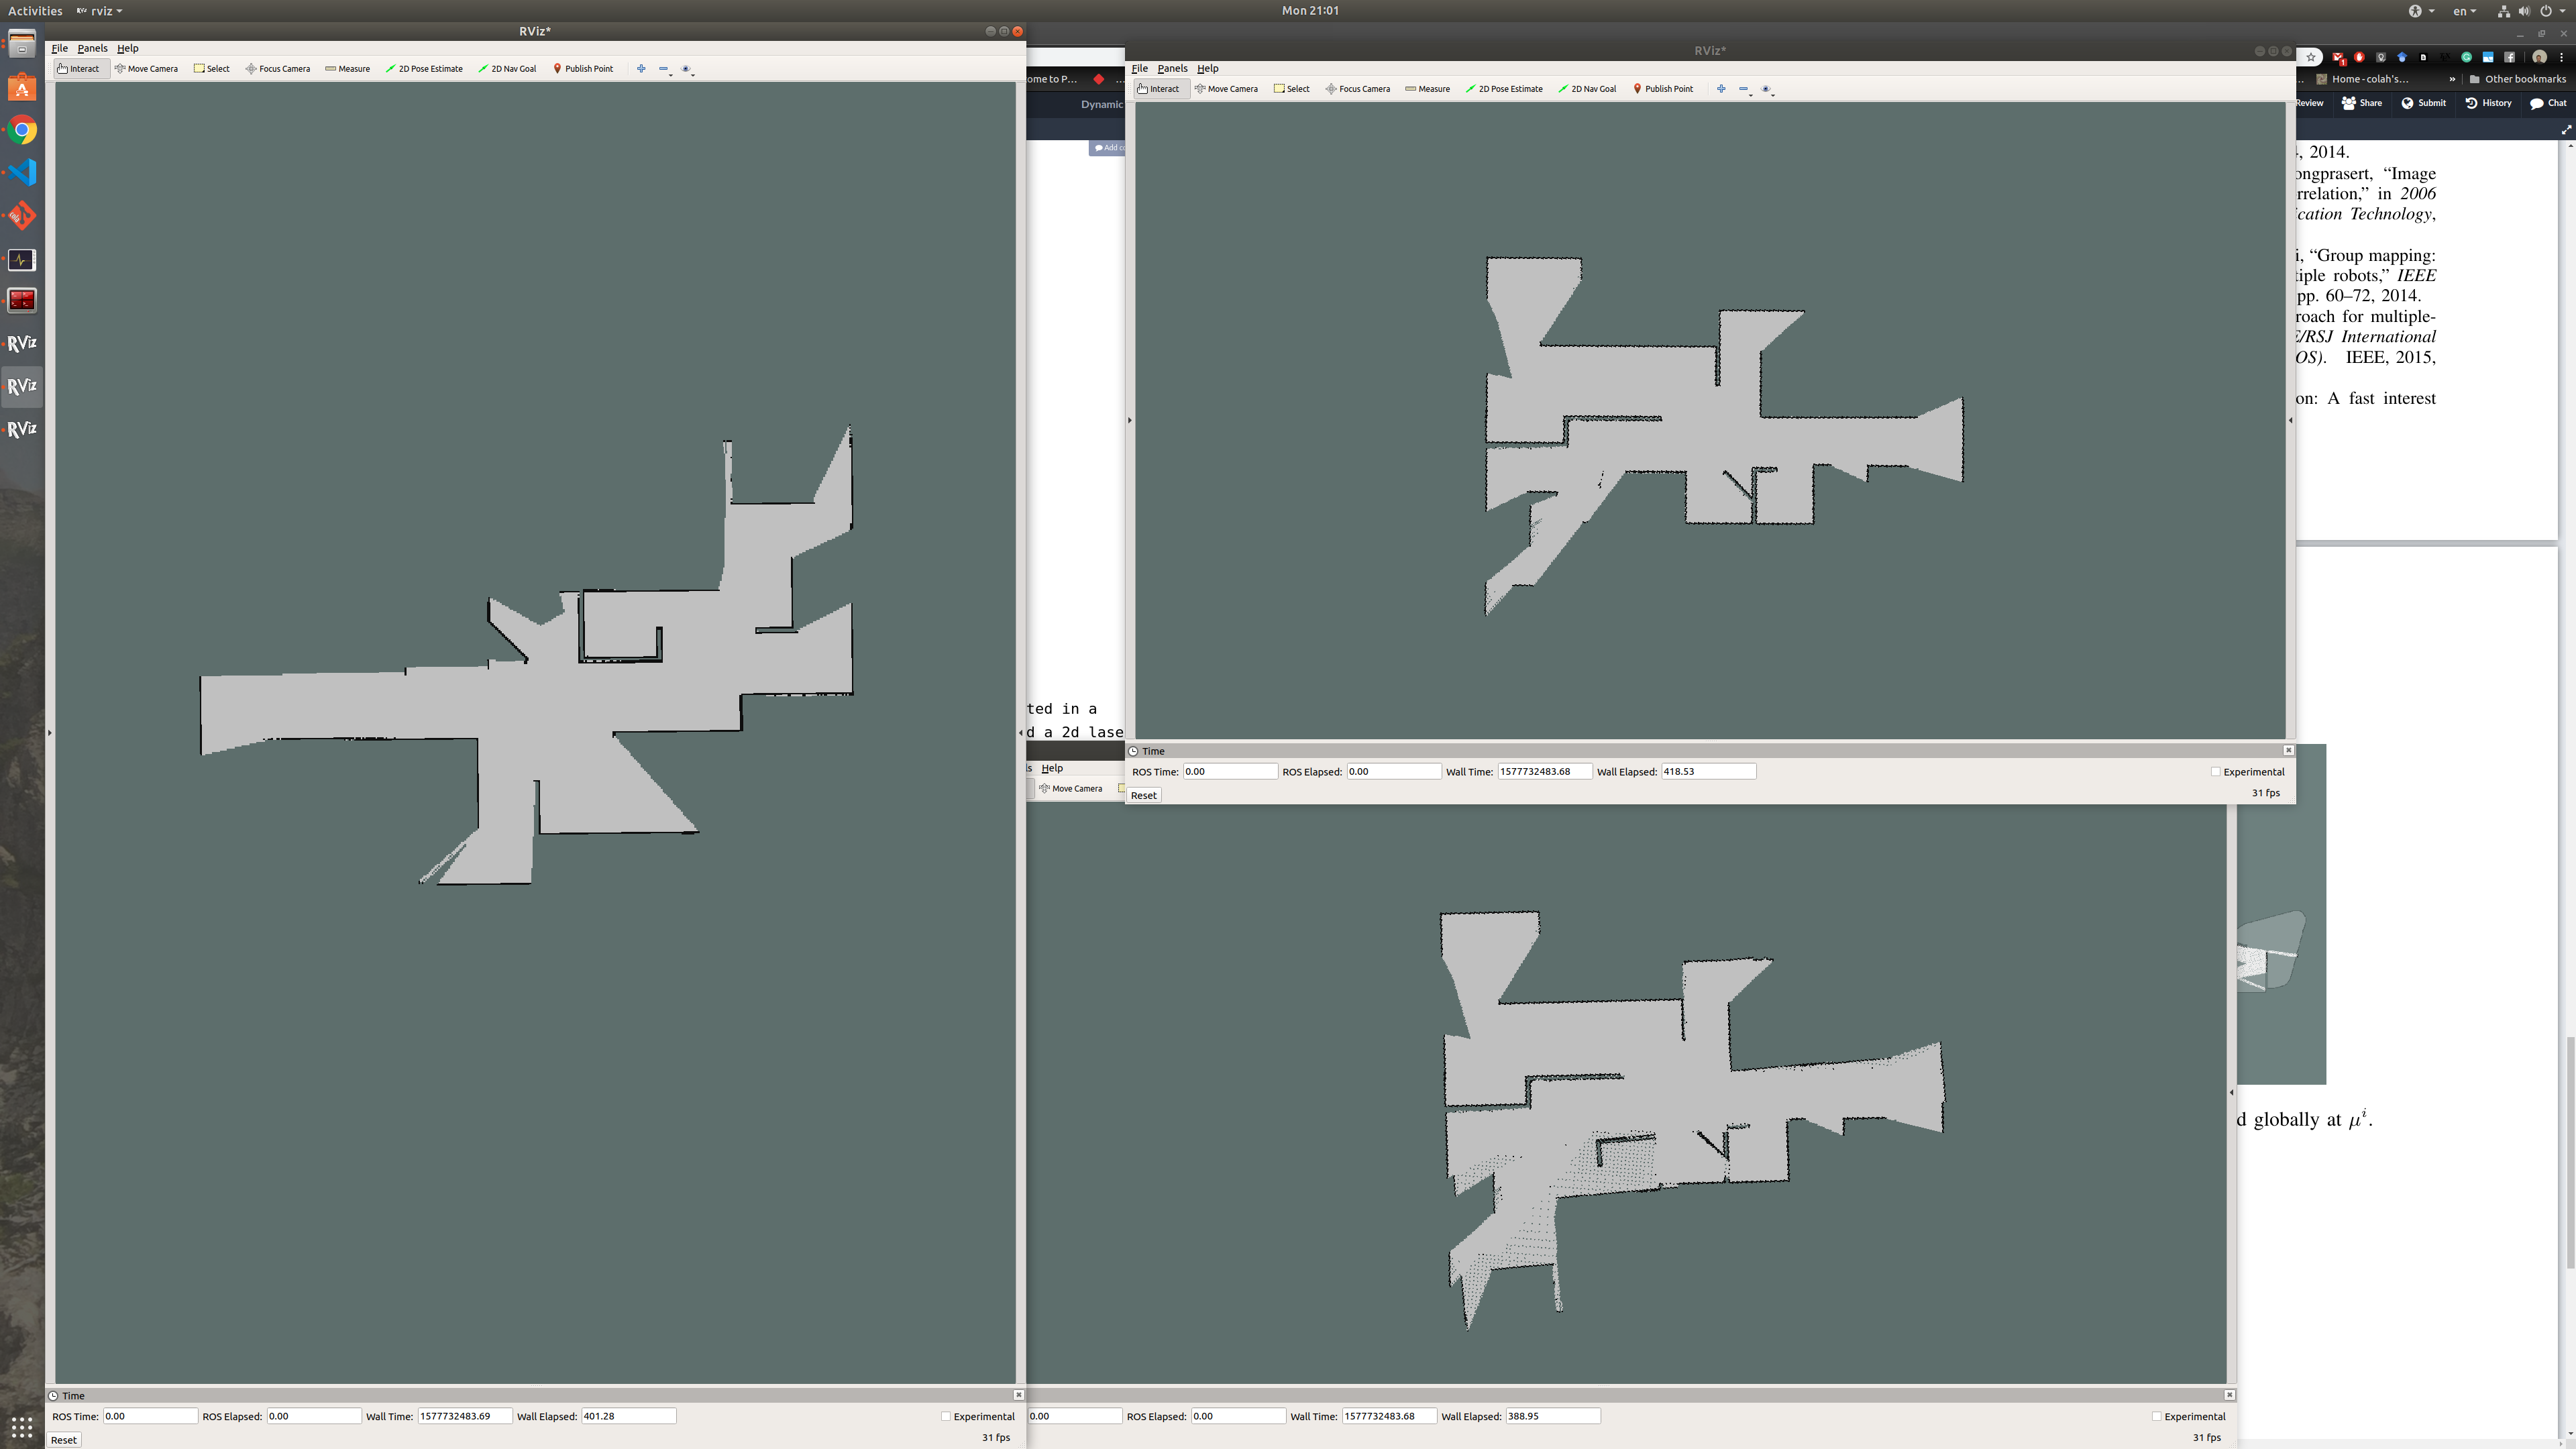 Activities
rviz
Mon 21:01
en
RViz*
File Panels Help
Interact Move Camera Select Focus Camera Measure 2D Pose Estimate 2D Nav Goal Publish Point
Time
ROS Time: 0.00 ROS Elapsed: 0.00 Wall Time: 1577732483.69 Wall Elapsed: 401.28 Experimental
Reset
31 fps
RViz
RViz
RViz
ome to P...
Dynamic
Add co
ted in a
d a 2d lase
RViz*
File Panels Help
Interact Move Camera Select Focus Camera Measure 2D Pose Estimate 2D Nav Goal Publish Point
Time
ROS Time: 0.00 ROS Elapsed: 0.00 Wall Time: 1577732483.68 Wall Elapsed: 418.53 Experimental
Reset
31 fps
ls Help
Move Camera
0.00 ROS Elapsed: 0.00 Wall Time: 1577732483.68 Wall Elapsed: 388.95 Experimental
31 fps
Home - colah's...
» Other bookmarks
Review Share Submit History Chat
, 2014.
ongprasert, “Image
rrelation,” in 2006
ication Technology,
i, “Group mapping:
tiple robots,” IEEE
pp. 60–72, 2014.
roach for multiple-
E/RSJ International
OS). IEEE, 2015,
on: A fast interest
d globally at μⁱ.